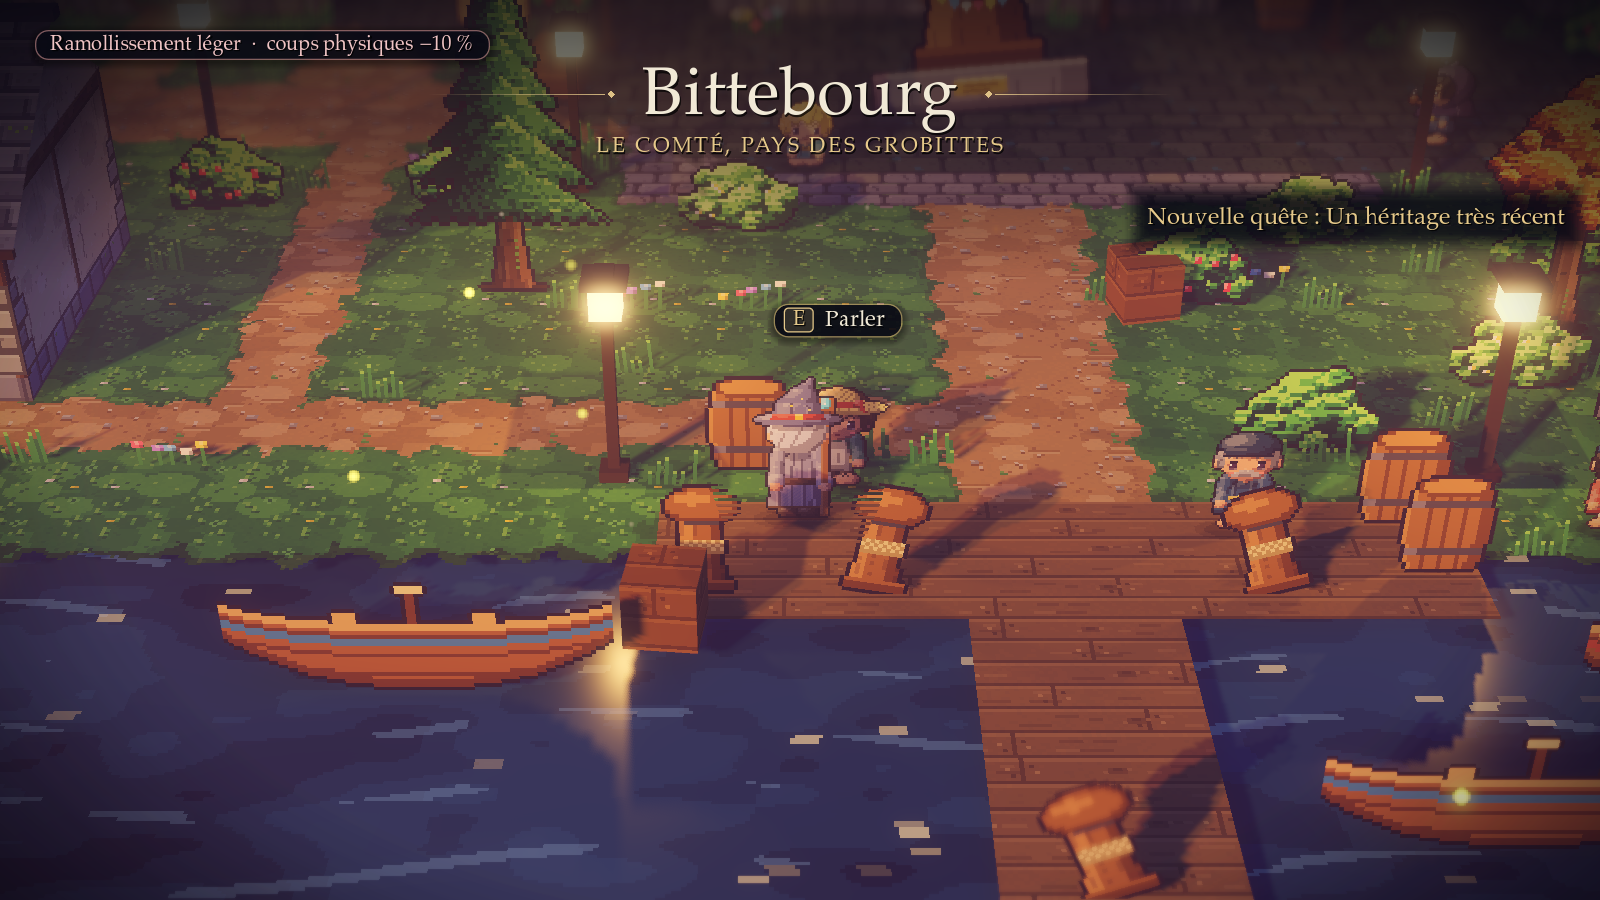 Ramollissement léger · coups physiques –10 %
Bittebourg
LE COMTÉ, PAYS DES GROBITTES
Nouvelle quête : Un héritage très récent
E Parler